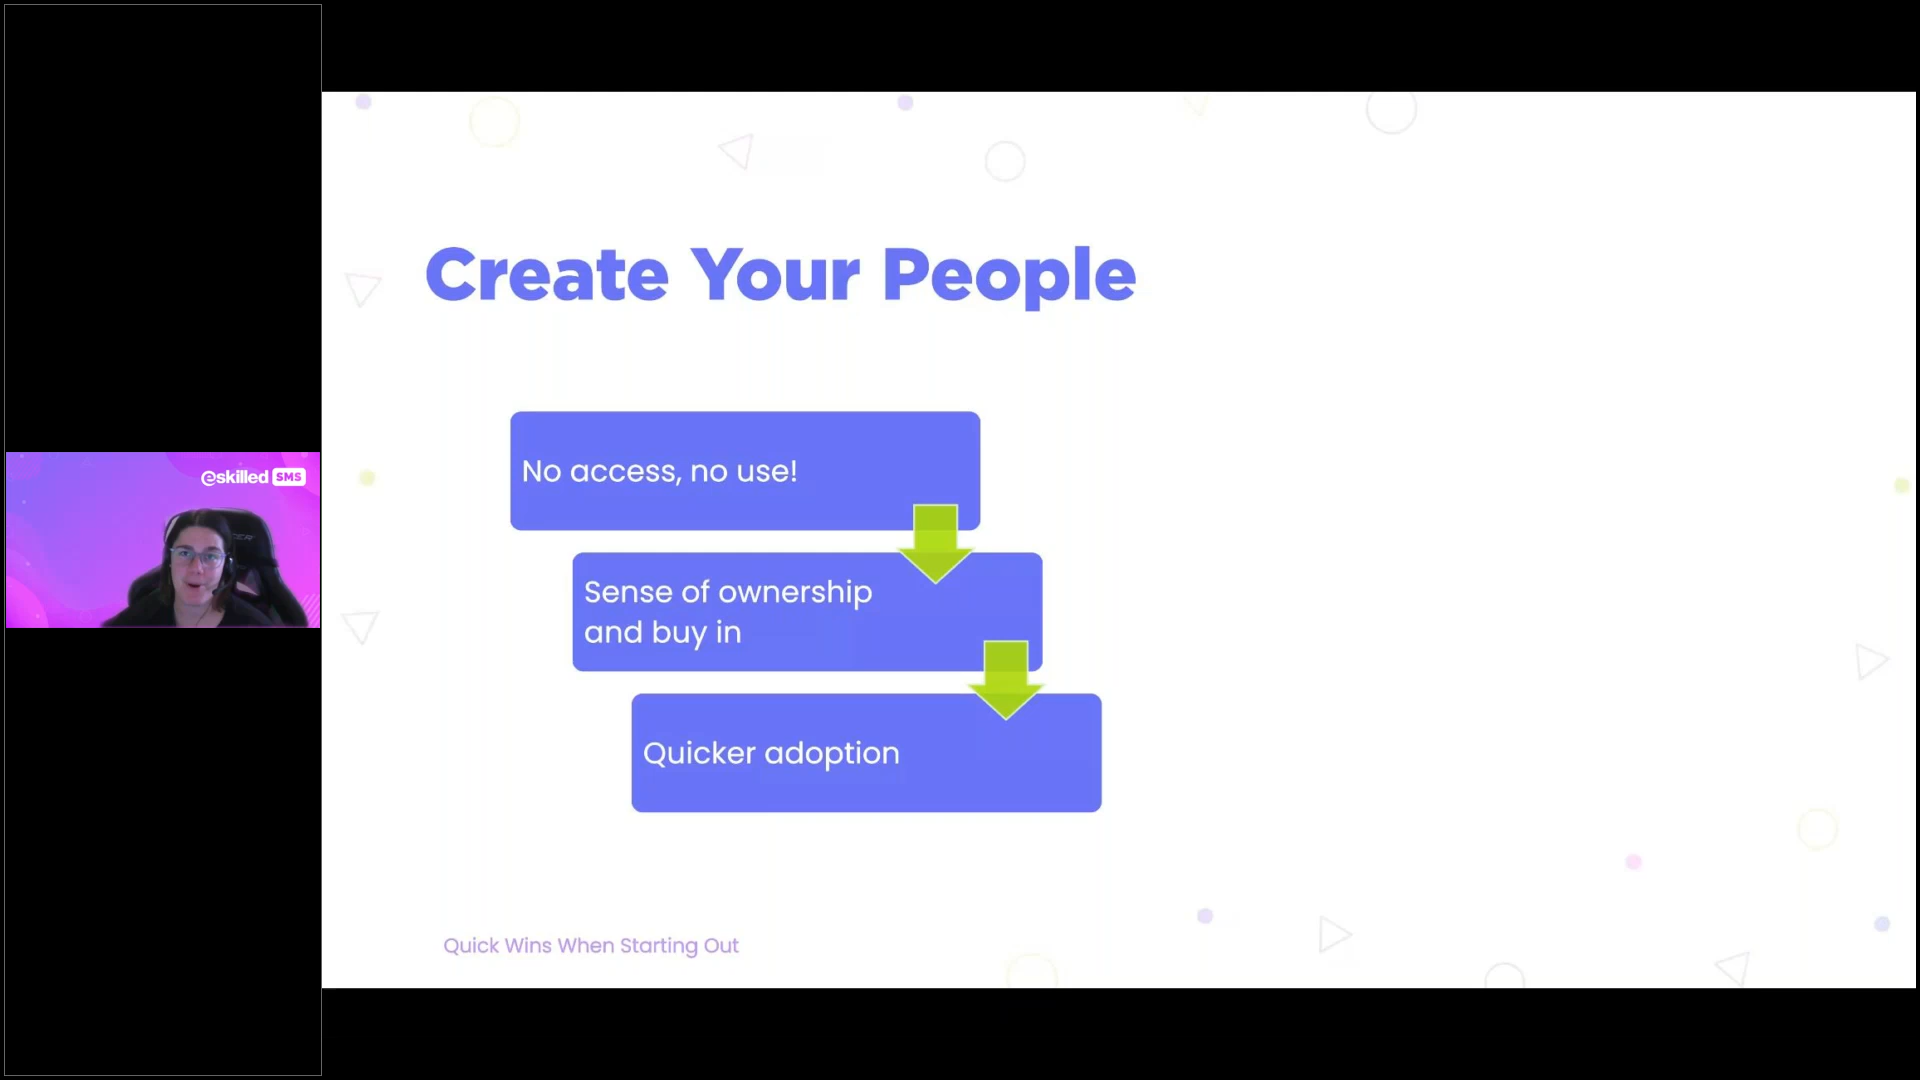 eskilled SMS
Create Your People
No access, no use!
Sense of ownership
and buy in
Quicker adoption
Quick Wins When Starting Out